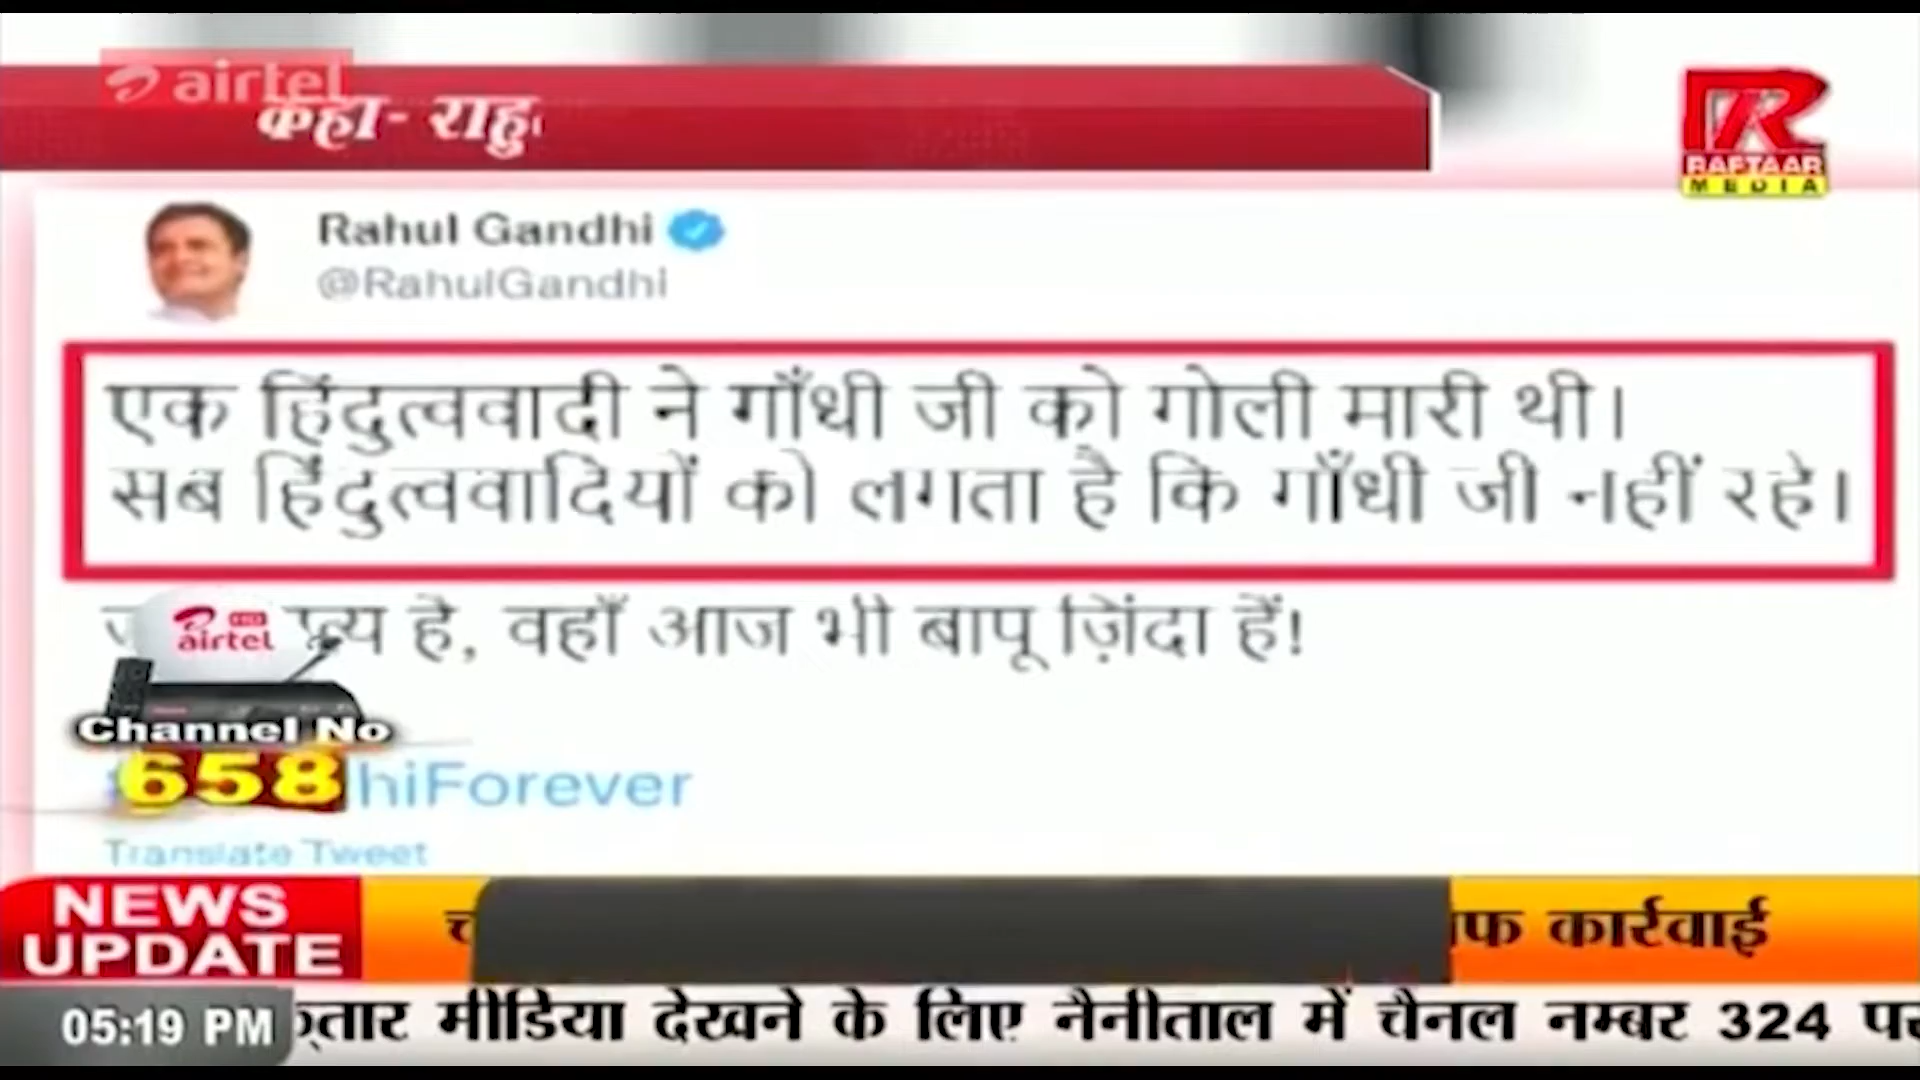 airtel
कहा- राहु
RAFTAAR
MEDIA
Rahul Gandhi
@RahulGandhi
एक हिंदुत्ववादी ने गाँधी जी को गोली मारी थी।
सब हिंदुत्ववादियों को लगता है कि गाँधी जी नहीं रहे।
है, वहाँ आज भी बापू ज़िंदा हैं!
airtel
Channel No
658
hiForever
Translate Tweet
NEWS
UPDATE
कार्रवाई
05:19 PM
मीडिया देखने के लिए नैनीताल में चैनल नम्बर 324 पर